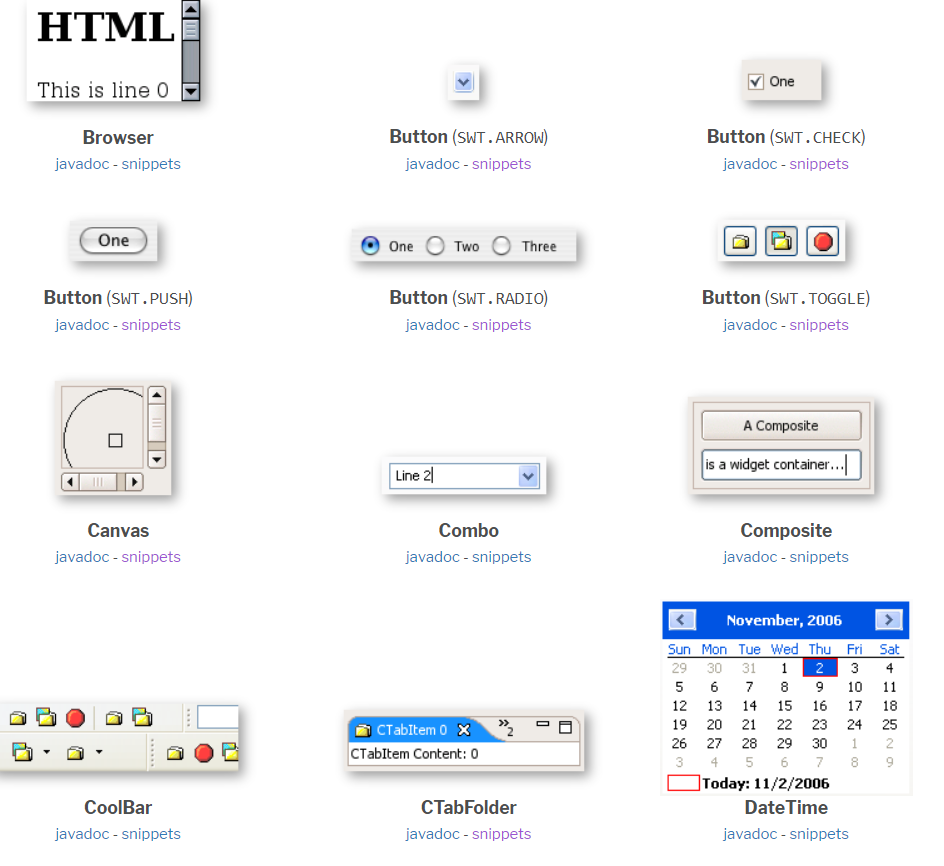 HTML
This is line 0
Browser
javadoc - snippets
Button (SWT.ARROW)
javadoc - snippets
One
Button (SWT.CHECK)
javadoc - snippets
One
Button (SWT.PUSH)
javadoc - snippets
One Two Three
Button (SWT.RADIO)
javadoc - snippets
Button (SWT.TOGGLE)
javadoc - snippets
Canvas
javadoc - snippets
Line 2
Combo
javadoc - snippets
A Composite
is a widget container...
Composite
javadoc - snippets
CoolBar
javadoc - snippets
CTabItem 0 2
CTabItem Content: 0
CTabFolder
javadoc - snippets
November, 2006
Sun Mon Tue Wed Thu Fri Sat
29 30 31 1 2 3 4
5 6 7 8 9 10 11
12 13 14 15 16 17 18
19 20 21 22 23 24 25
26 27 28 29 30 1 2
3 4 5 6 7 8 9
Today: 11/2/2006
DateTime
javadoc - snippets